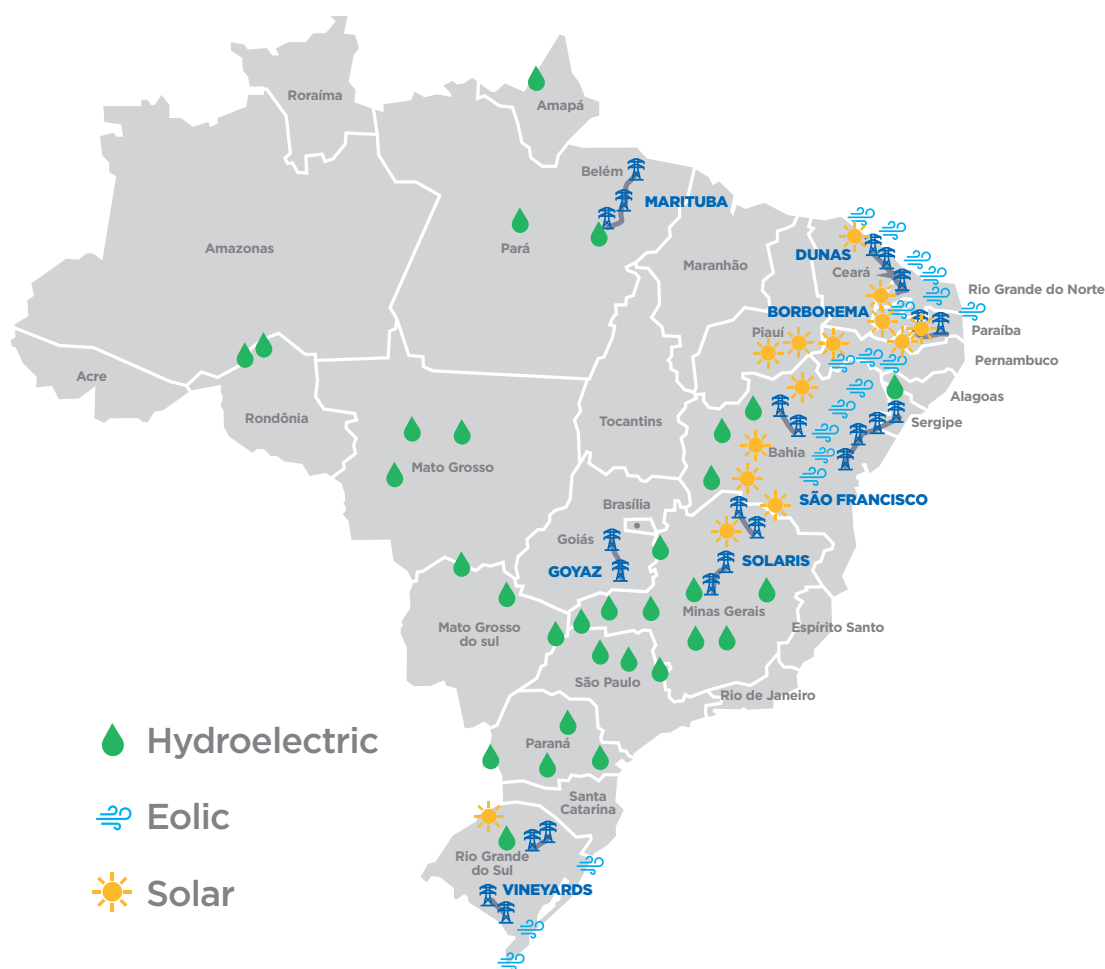 Roraíma
Amapá
Belém
MARITUBA
Amazonas
Pará
Maranhão
DUNAS
Ceará
Rio Grande do Norte
BORBOREMA
Piauí
Paraíba
Pernambuco
Acre
Alagoas
Rondônia
Tocantins
Sergipe
Mato Grosso
Bahia
Brasília
SÃO FRANCISCO
Goiás
GOYAZ
SOLARIS
Minas Gerais
Mato Grosso
do sul
Espírito Santo
São Paulo
Rio de Janeiro
Paraná
Hydroelectric
Santa
Catarina
Eolic
Rio Grande
do Sul
VINEYARDS
Solar